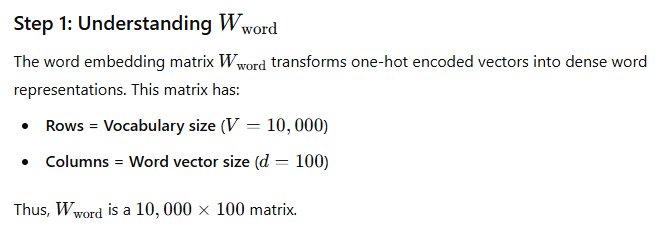 Step 1: Understanding W_word
The word embedding matrix W_word transforms one-hot encoded vectors into dense word
representations. This matrix has:
• Rows = Vocabulary size (V = 10,000)
• Columns = Word vector size (d = 100)
Thus, W_word is a 10,000 × 100 matrix.